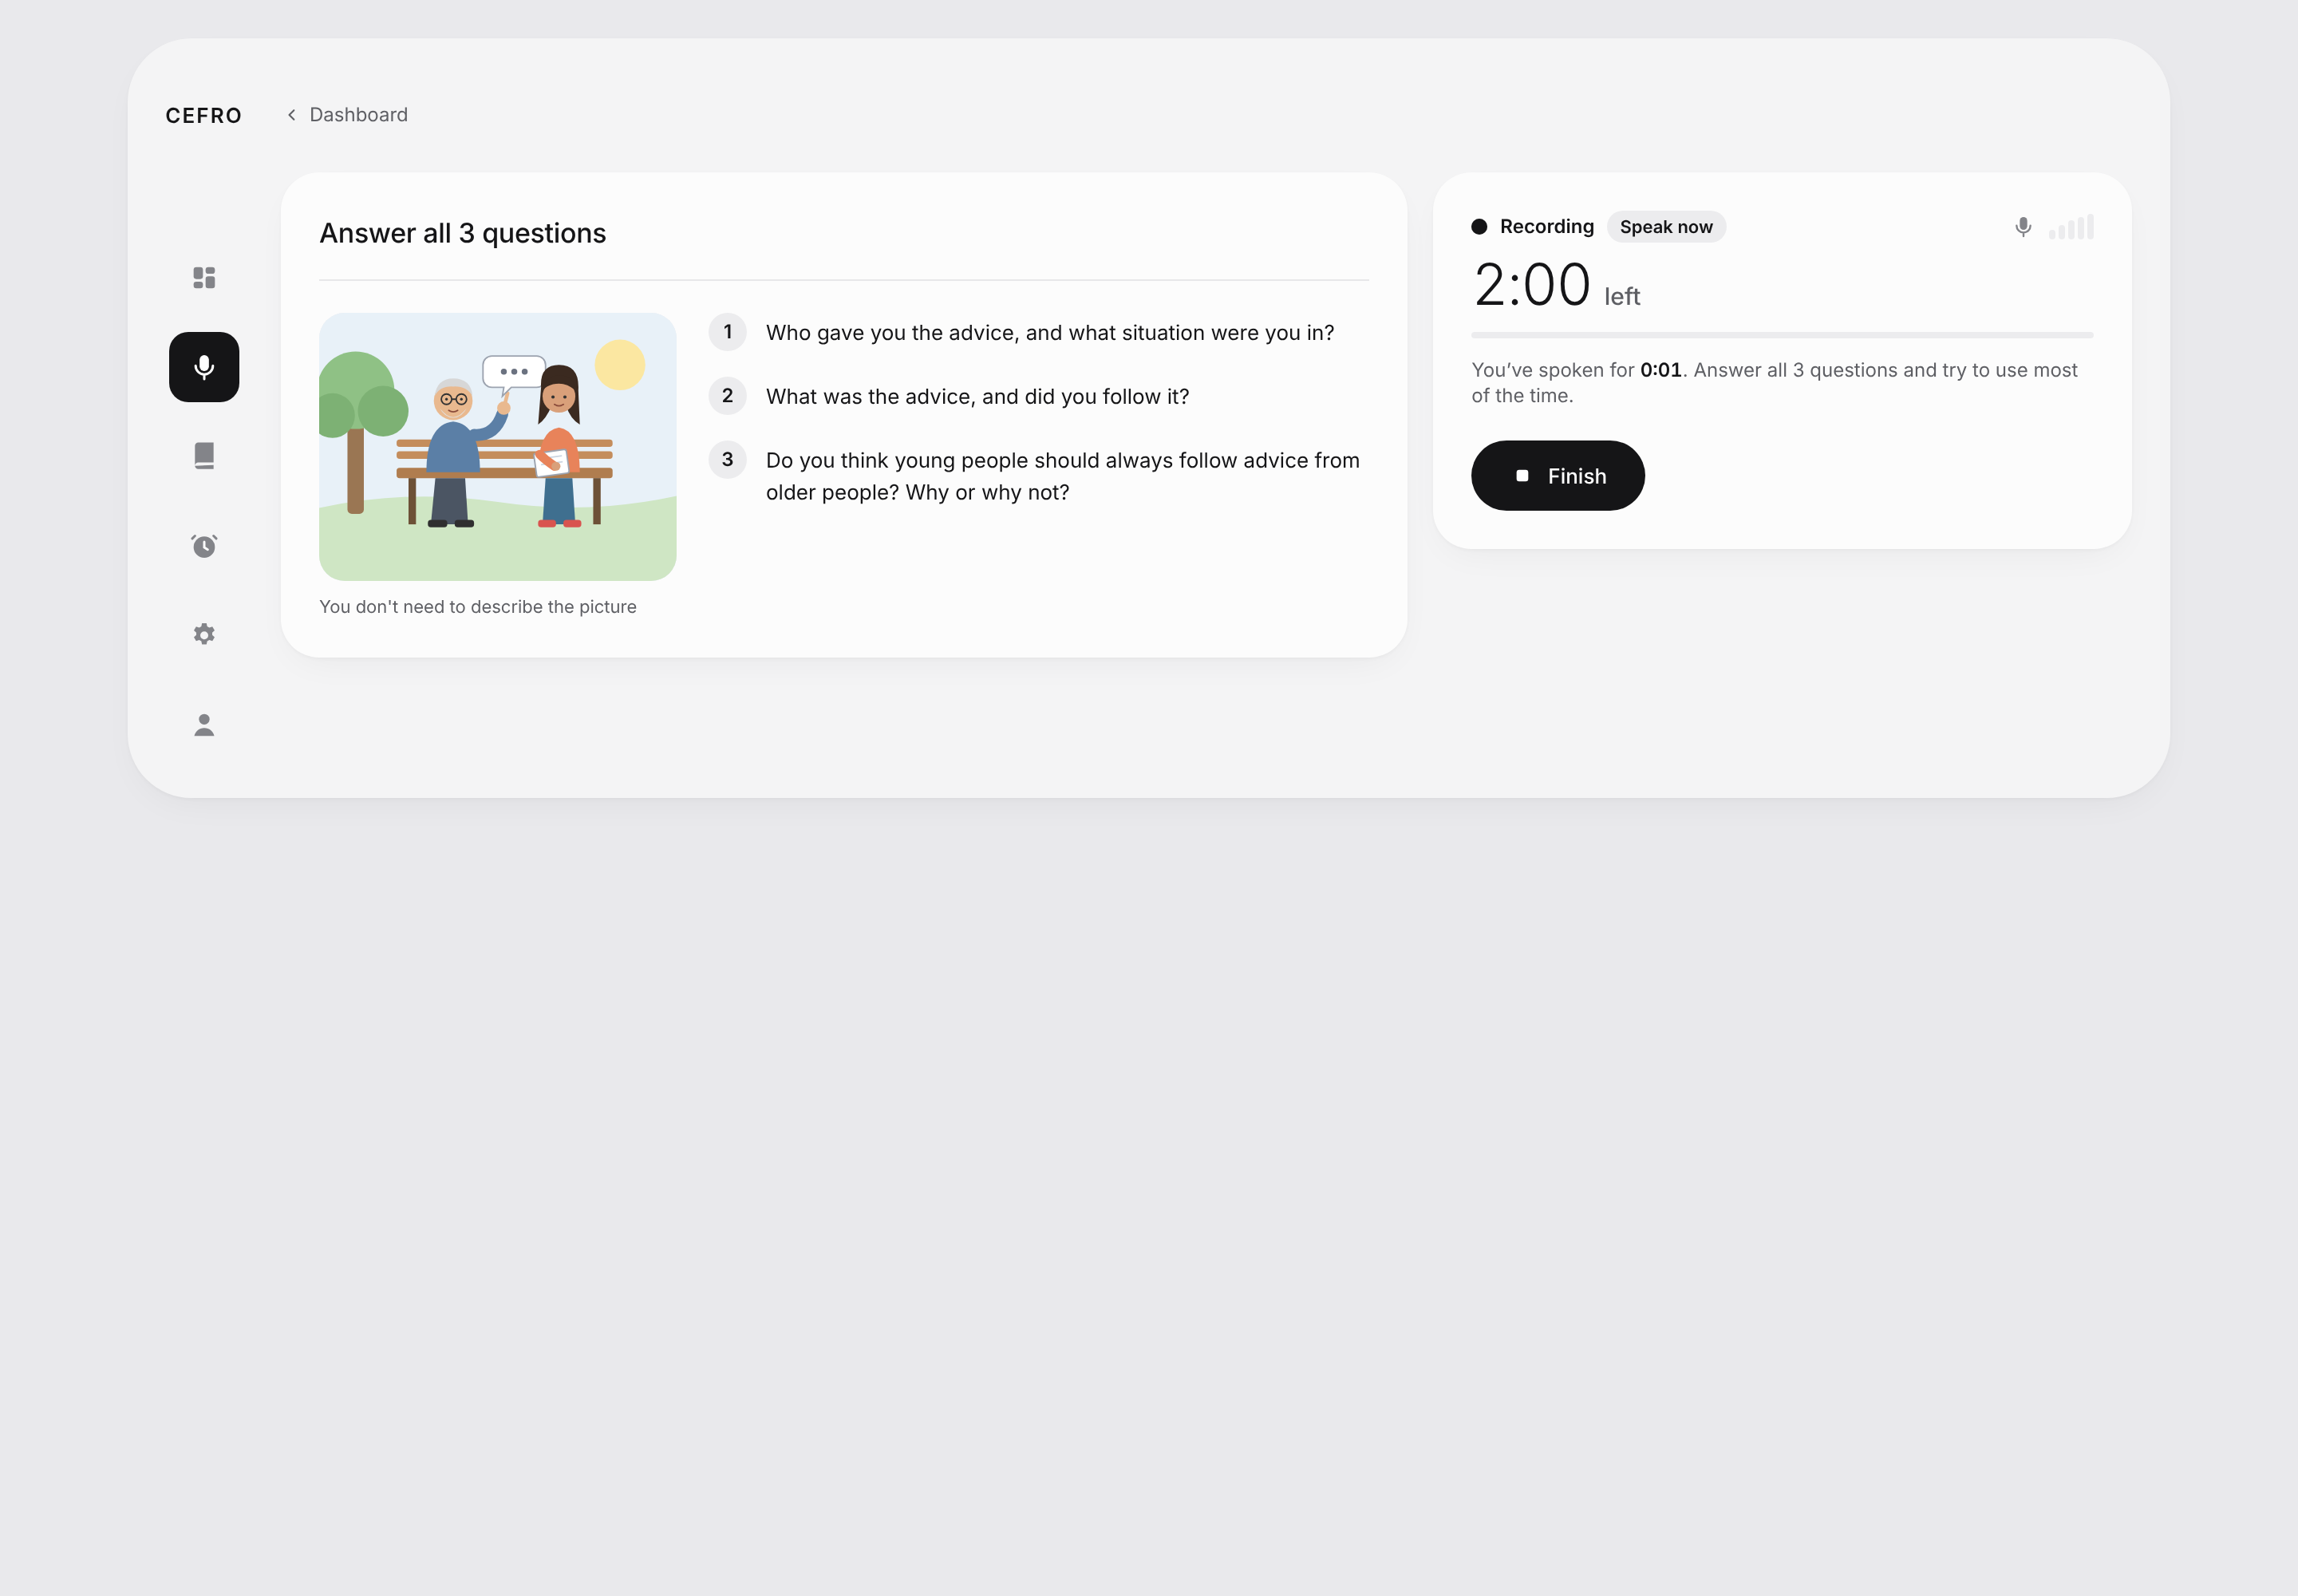 CEFRO
Dashboard
Answer all 3 questions
1 Who gave you the advice, and what situation were you in?
2 What was the advice, and did you follow it?
3 Do you think young people should always follow advice from
older people? Why or why not?
You don't need to describe the picture
Recording Speak now
2:00 left
You’ve spoken for 0:01. Answer all 3 questions and try to use most
of the time.
Finish